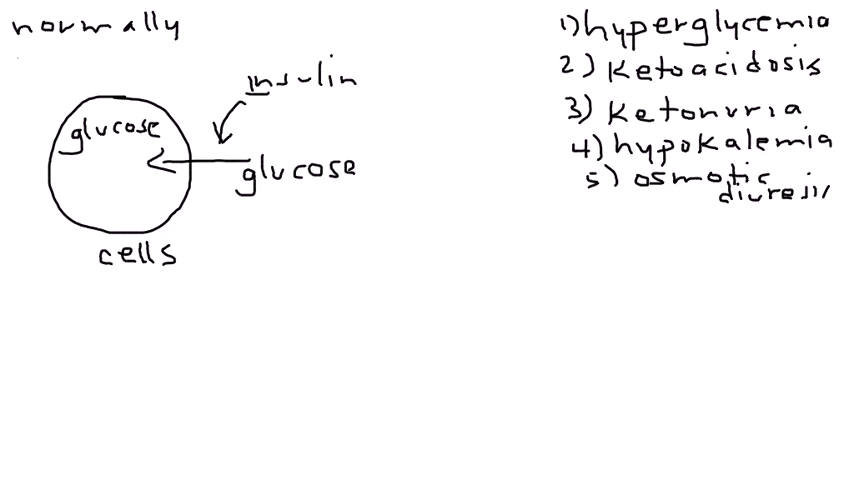 normally
insulin
glucose
glucose
cells
1) hyperglycemia
2) Ketoacidosis
3) Ketonuria
4) hypokalemia
5) osmotic
diuresis